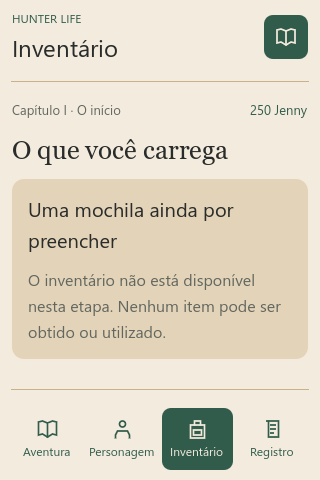 HUNTER LIFE
Inventário
Capítulo I · O início
250 Jenny
O que você carrega
Uma mochila ainda por
preencher
O inventário não está disponível
nesta etapa. Nenhum item pode ser
obtido ou utilizado.
Aventura
Personagem
Inventário
Registro